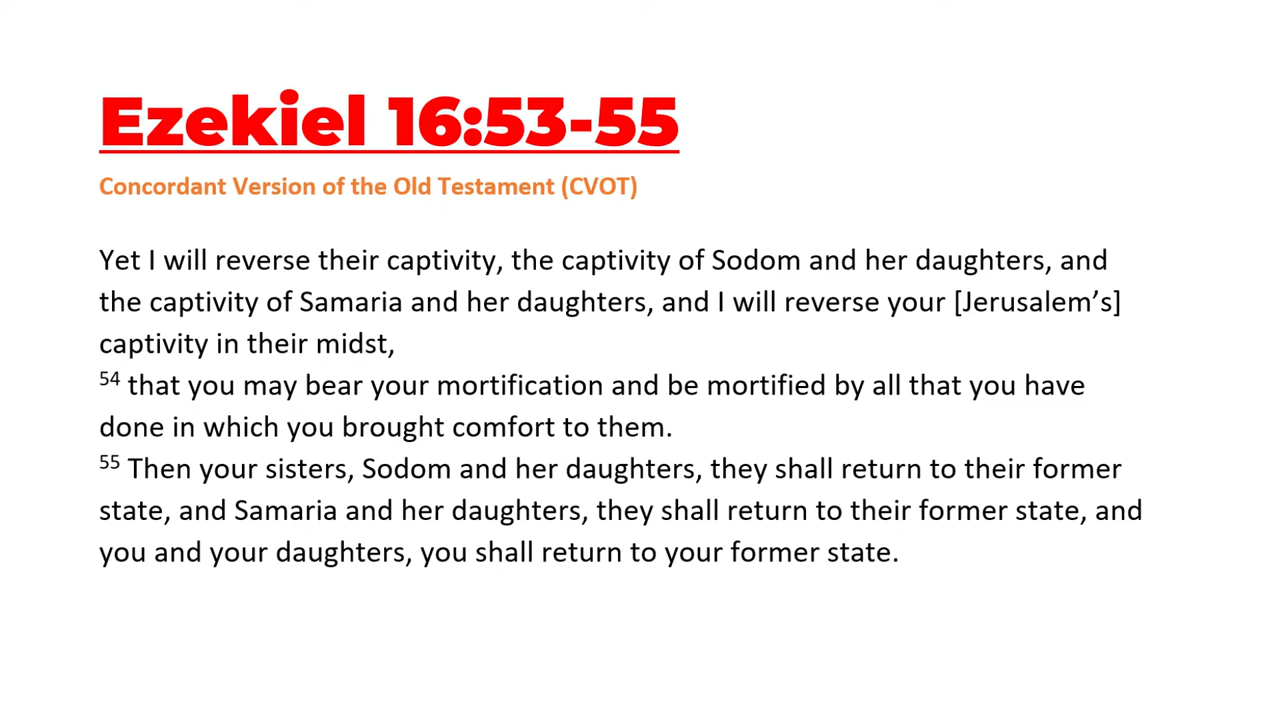 Ezekiel 16:53-55
Concordant Version of the Old Testament (CVOT)
Yet I will reverse their captivity, the captivity of Sodom and her daughters, and
the captivity of Samaria and her daughters, and I will reverse your [Jerusalem’s]
captivity in their midst,
54 that you may bear your mortification and be mortified by all that you have
done in which you brought comfort to them.
55 Then your sisters, Sodom and her daughters, they shall return to their former
state, and Samaria and her daughters, they shall return to their former state, and
you and your daughters, you shall return to your former state.